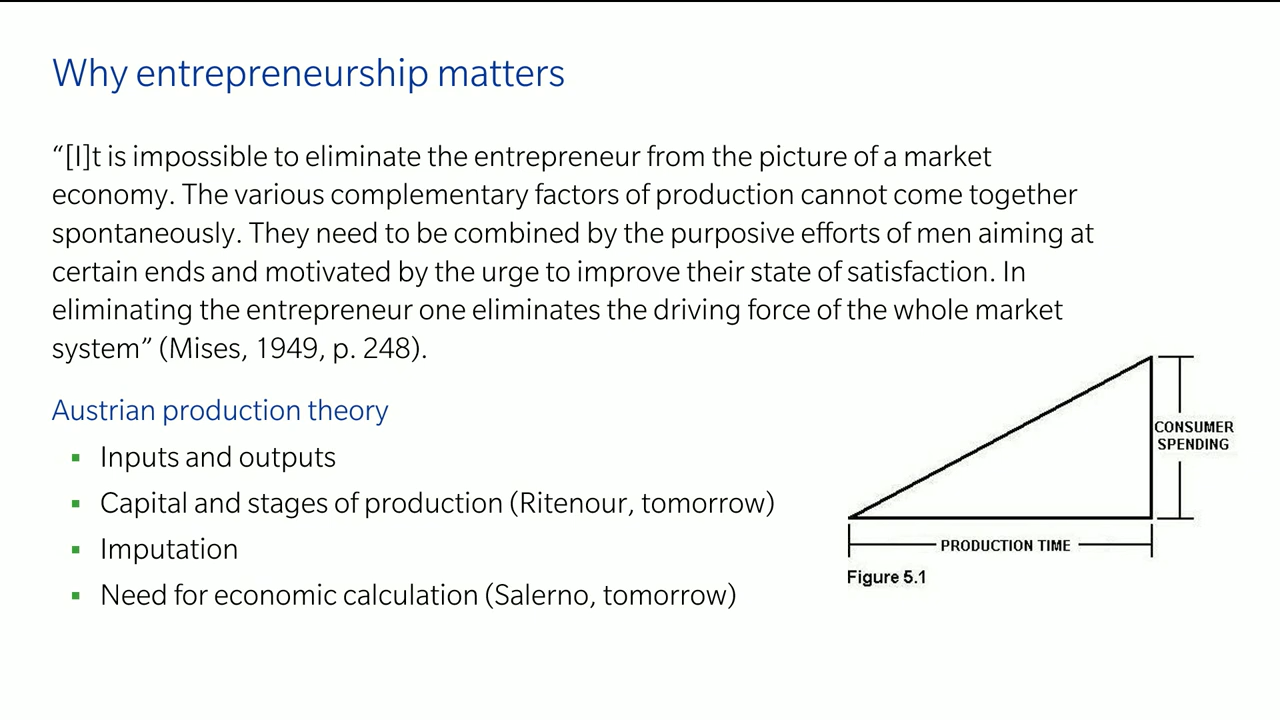 Why entrepreneurship matters
“[I]t is impossible to eliminate the entrepreneur from the picture of a market
economy. The various complementary factors of production cannot come together
spontaneously. They need to be combined by the purposive efforts of men aiming at
certain ends and motivated by the urge to improve their state of satisfaction. In
eliminating the entrepreneur one eliminates the driving force of the whole market
system” (Mises, 1949, p. 248).
Austrian production theory
▪ Inputs and outputs
▪ Capital and stages of production (Ritenour, tomorrow)
▪ Imputation
▪ Need for economic calculation (Salerno, tomorrow)
CONSUMER
SPENDING
PRODUCTION TIME
Figure 5.1